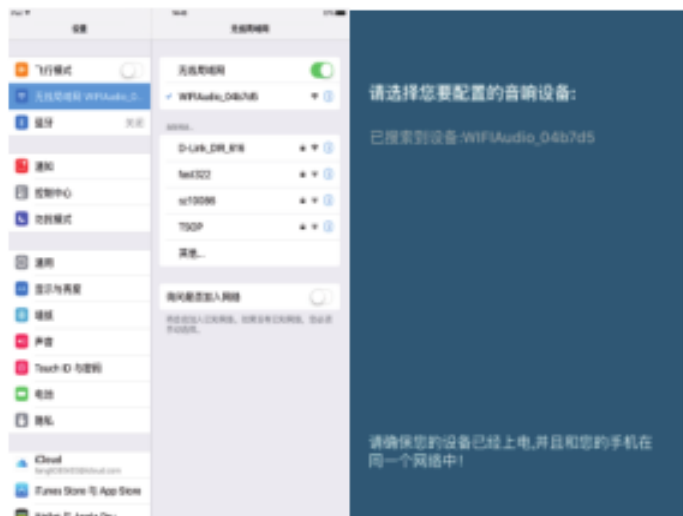 iPad
设置
飞行模式
无线局域网 WIFIAudio_0...
蓝牙 关闭
通知
控制中心
勿扰模式
通用
显示与亮度
墙纸
声音
Touch ID 与密码
电池
隐私
iCloud
iTunes Store 与 App Store
无线局域网
无线局域网
✓ WIFIAudio_04b7d5
D-Link_DIR_816
fast322
TSOP
其他...
询问是否加入网络
请选择您要配置的音响设备:
已搜索到设备:WIFIAudio_04b7d5
请确保您的设备已经上电,并且和您的手机在
同一个网络中!